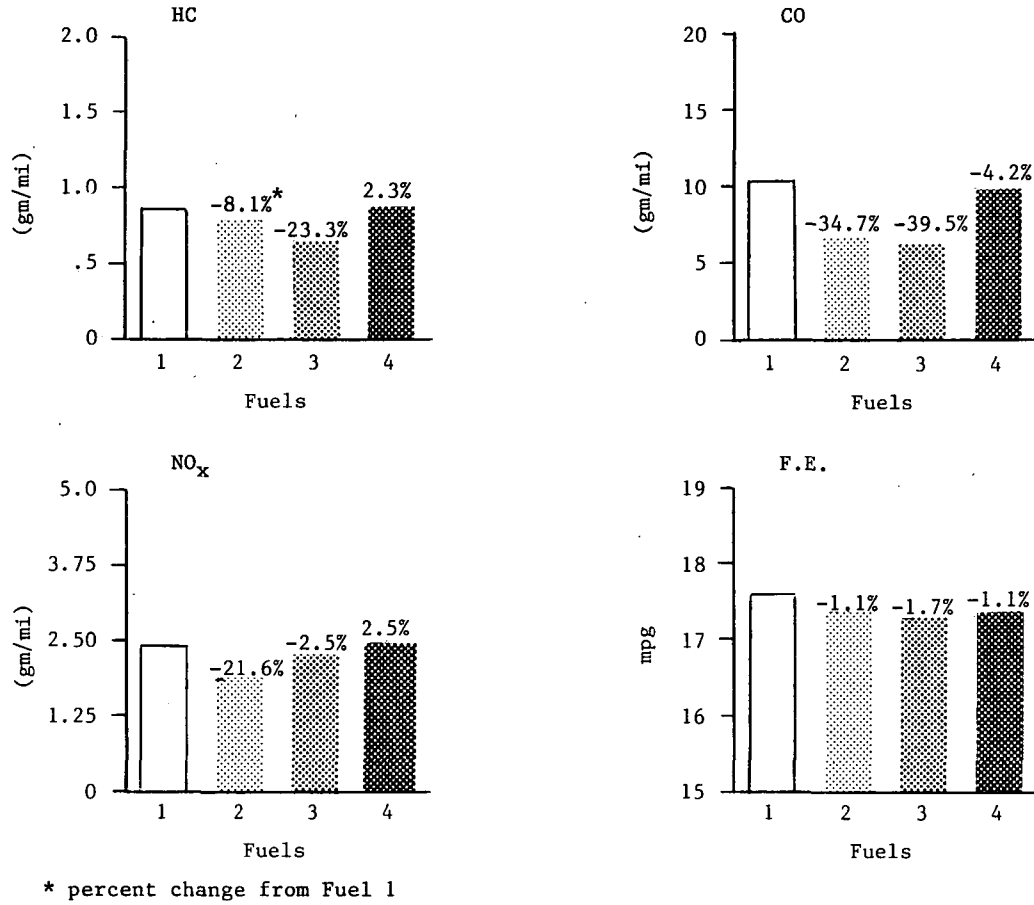 HC
2.0
1.5
1.0
.5
0
(gm/mi)
-8.1%*
-23.3%
2.3%
1 2 3 4
Fuels
CO
20
15
10
5
0
(gm/mi)
-34.7%
-39.5%
-4.2%
1 2 3 4
Fuels
NOx
5.0
3.75
2.50
1.25
0
(gm/mi)
-21.6%
-2.5%
2.5%
1 2 3 4
Fuels
F.E.
19
18
17
16
15
mpg
-1.1%
-1.7%
-1.1%
1 2 3 4
Fuels
* percent change from Fuel 1